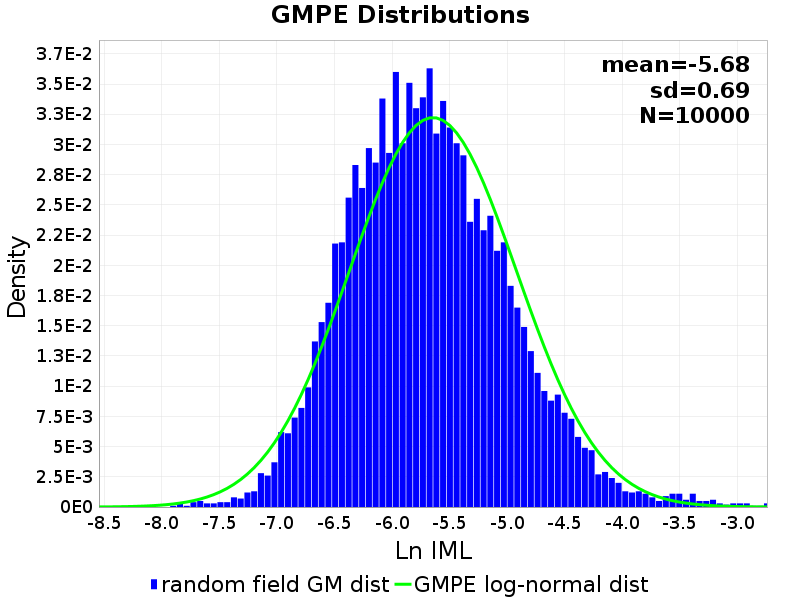 GMPE Distributions
mean=-5.68
sd=0.69
N=10000
3.7E-2
3.5E-2
3.3E-2
3E-2
2.8E-2
2.5E-2
2.2E-2
2E-2
1.8E-2
1.5E-2
1.3E-2
1E-2
7.5E-3
5E-3
2.5E-3
0E0
Density
-8.5 -8.0 -7.5 -7.0 -6.5 -6.0 -5.5 -5.0 -4.5 -4.0 -3.5 -3.0
Ln IML
random field GM dist GMPE log-normal dist